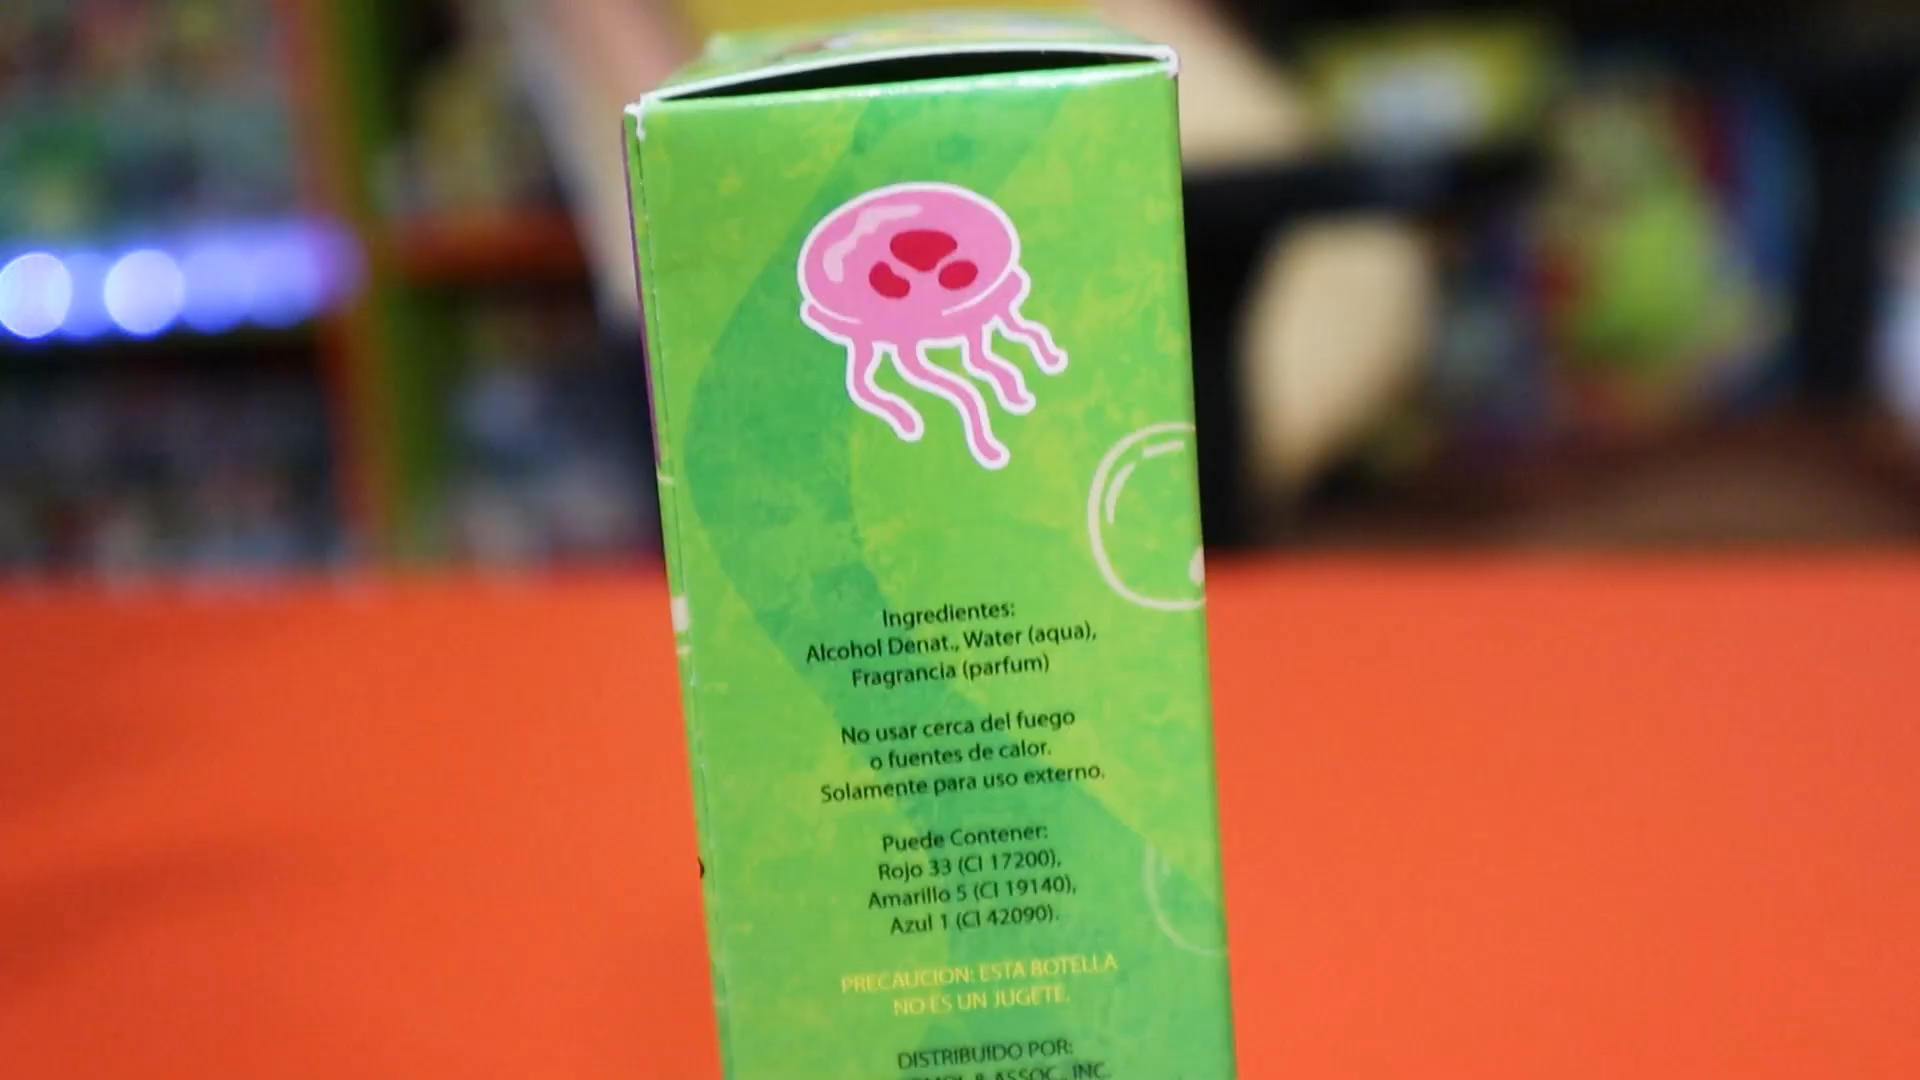 Ingredientes:
Alcohol Denat., Water (aqua),
Fragrancia (parfum)
No usar cerca del fuego
o fuentes de calor.
Solamente para uso externo.
Puede Contener:
Rojo 33 (CI 17200),
Amarillo 5 (CI 19140),
Azul 1 (CI 42090).
PRECAUCION: ESTA BOTELLA
NO ES UN JUGETE.
DISTRIBUIDO POR:
& ASSOC., INC.